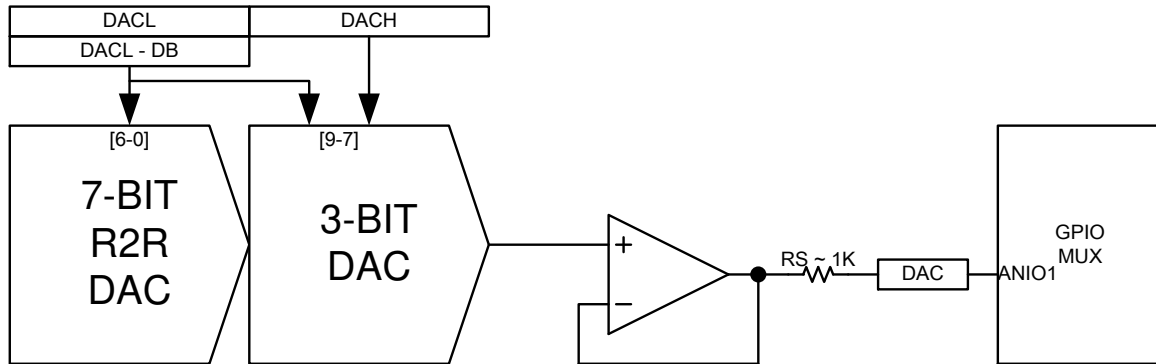 DACL
DACH
DACL - DB
[6-0]
[9-7]
7-BIT
R2R
DAC
3-BIT
DAC
+
−
RS ~ 1K
DAC
ANIO1
GPIO
MUX